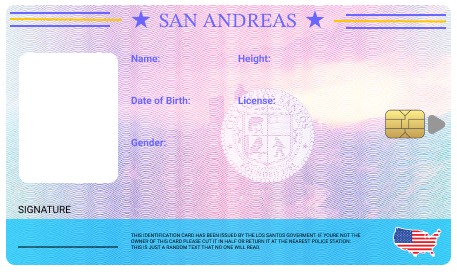 SAN ANDREAS
Name: Height:
Date of Birth: License:
Gender:
SIGNATURE
THIS IDENTIFICATION CARD HAS BEEN ISSUED BY THE LOS SANTOS GOVERMENT. IF YOURE NOT THE
OWNER OF THIS CARD PLEASE CUT IT IN HALF OR RETURN IT AT THE NEAREST POLICE STATION.
THIS IS JUST A RANDOM TEXT THAT NO ONE WILL READ.